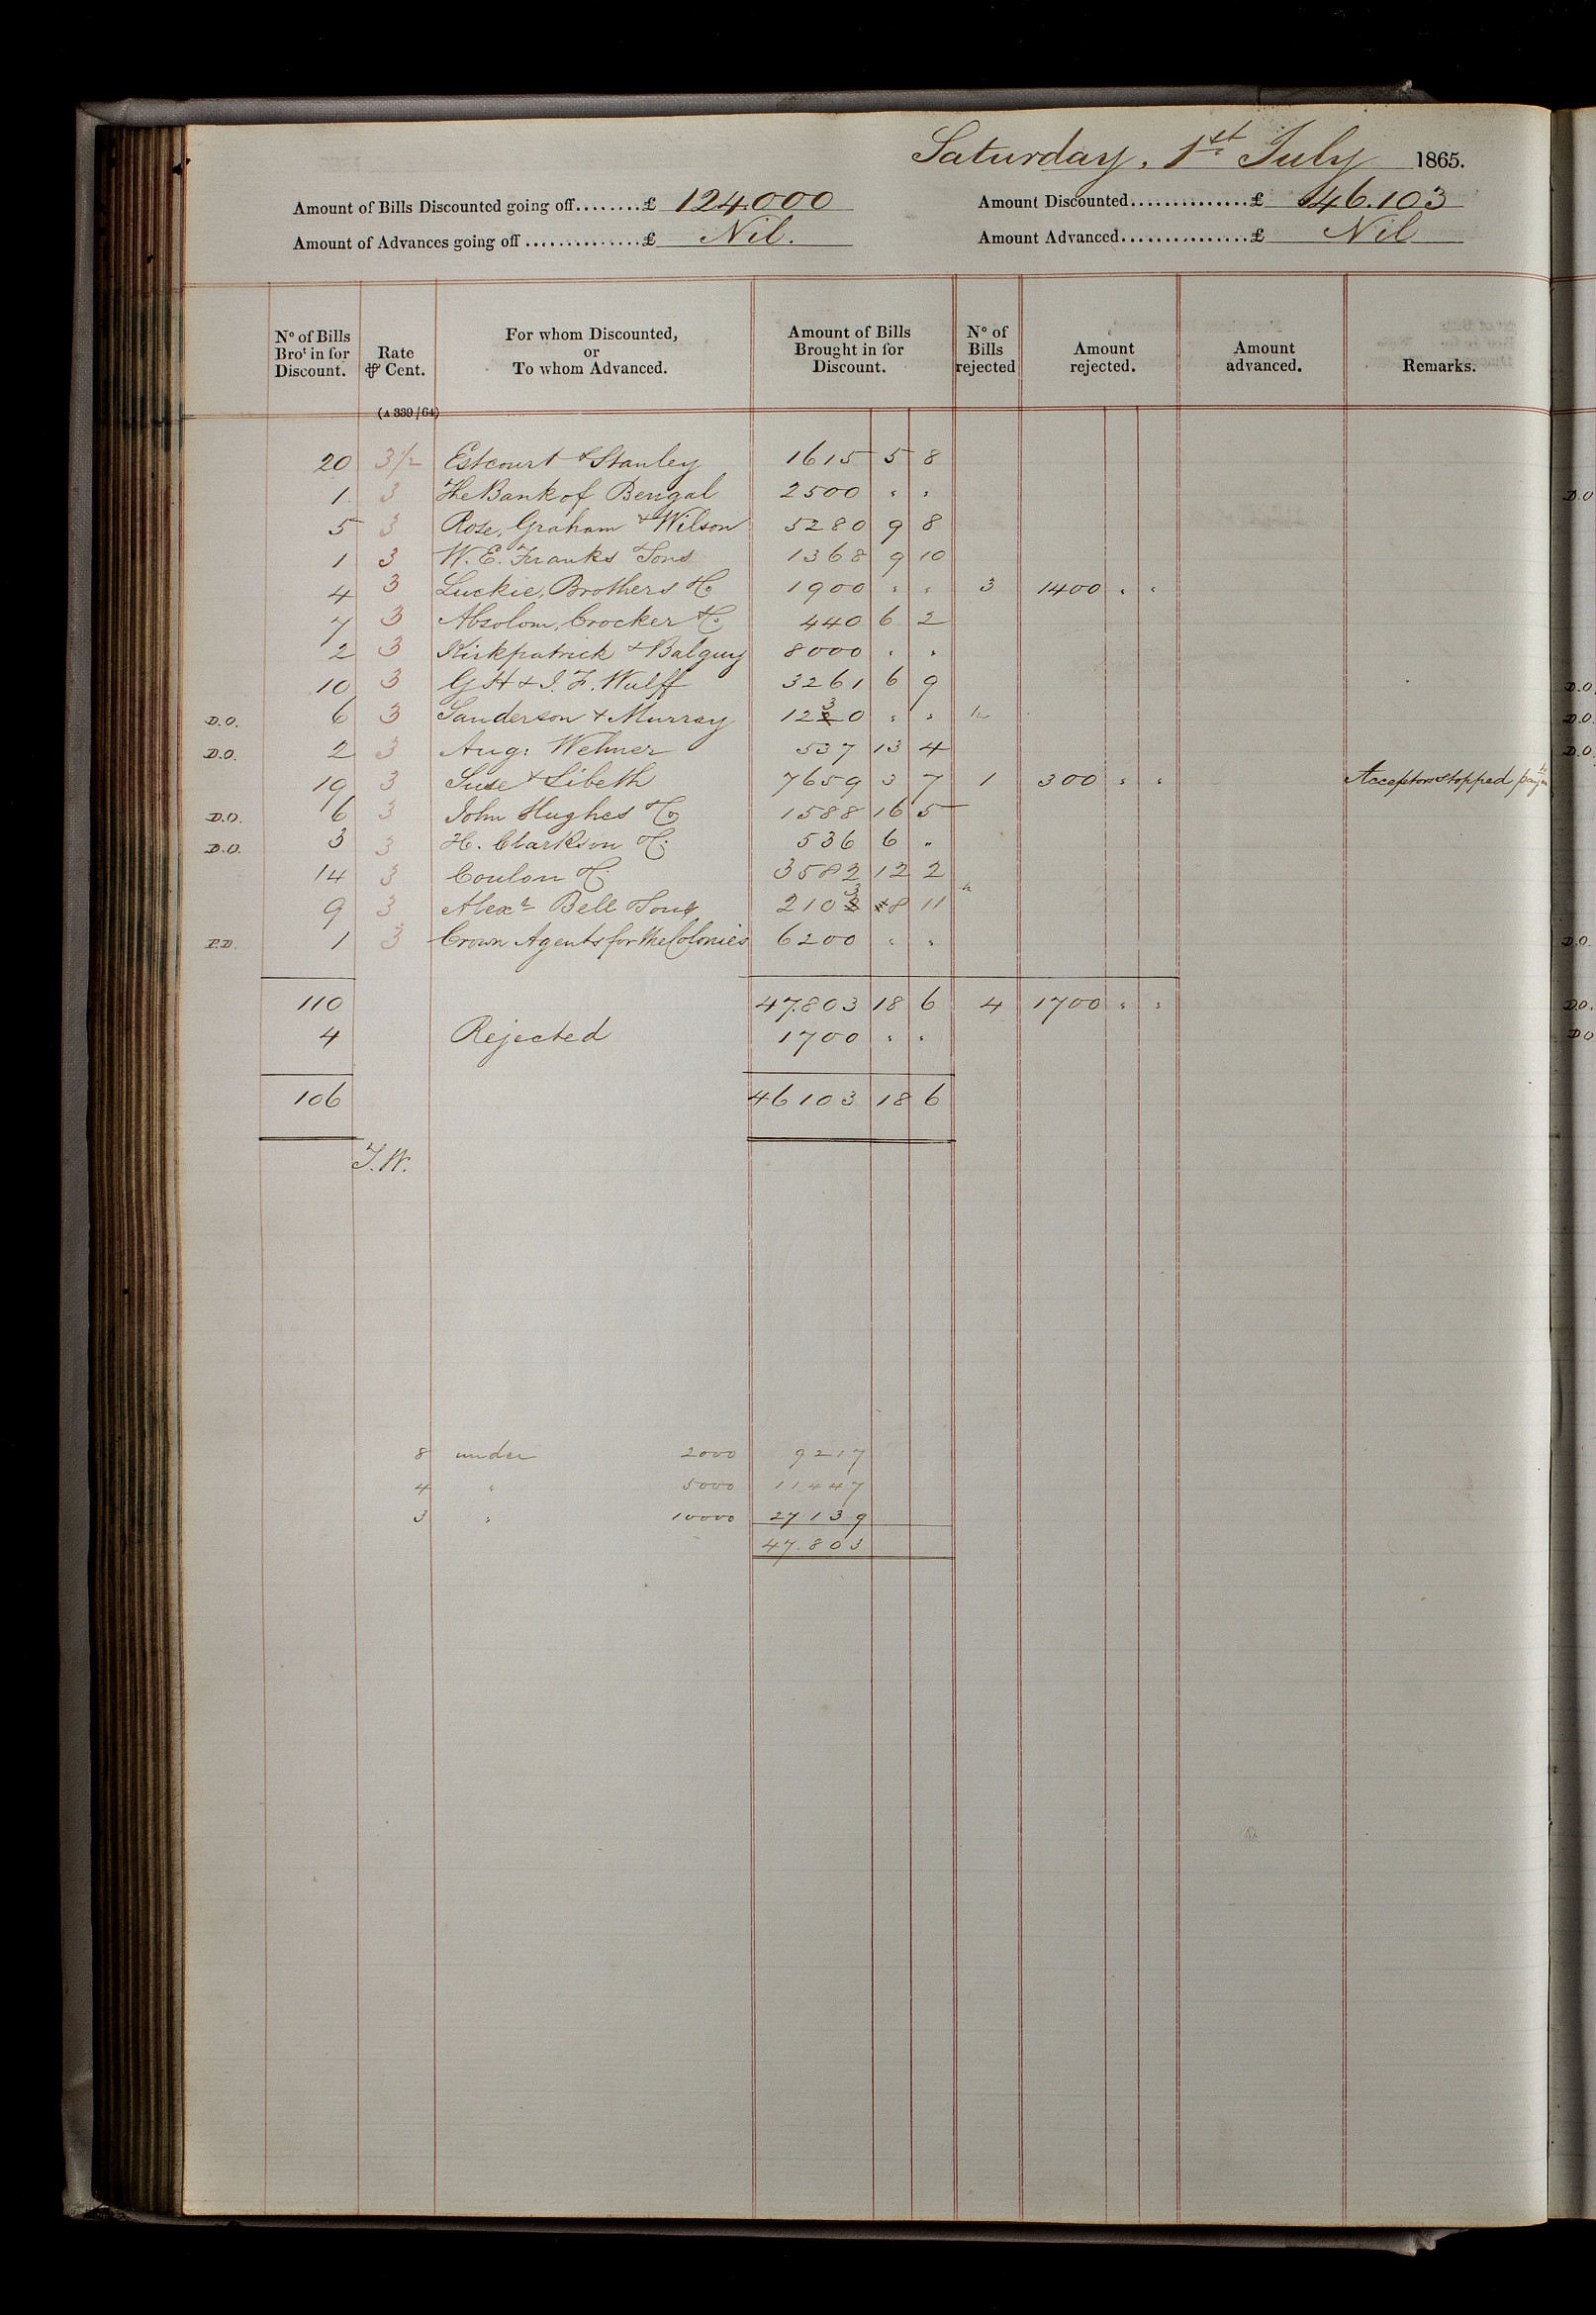 Saturday, 1st July 1865.
Amount of Bills Discounted going off........£ 124.000 Amount Discounted..............£ 46.103
Amount of Advances going off ..............£ Nil. Amount Advanced................£ Nil
No of Bills Brot in for Discount. Rate ⅌ Cent. For whom Discounted, or To whom Advanced. Amount of Bills Brought in for Discount. No of Bills rejected Amount rejected. Amount advanced. Remarks.
(A 339/64)
20 3½ Estcourt & Stanley 1615 5 8
1 3 The Bank of Bengal 2500 " "
5 3 Rose, Graham & Wilson 5280 9 8
1 3 W. E. Franks Sons 1368 9 10
4 3 Luckie, Brothers & Co 1900 " " 3 1400 " "
7 3 Absolom, Crocker & Co 440 6 2
2 3 Kirkpatrick & Balguy 8000 " "
10 3 G H & I. F. Wulff 3261 6 9
D.O. 6 3 Sanderson & Murray 1230 " "
D.O. 2 3 Aug: Wehner 537 13 4
19 3 Suse & Sibeth 7659 3 7 1 300 " " Acceptors stopped paymt
D.O. 6 3 John Hughes & Co 1588 16 5
D.O. 3 3 H. Clarkson & Co 536 6 "
14 3 Coulon & Co 3582 12 2
9 3 Alexr Bell & Sons 2103 8 11
P.D. 1 3 Crown Agents for the Colonies 6200 " "
110 47.803 18 6 4 1700 " "
4 Rejected 1700 " "
106 46103 18 6
J.W.
8 under 2000 9217
4 " 5000 11447
3 " 10000 27139
47.803
D.O
D.O
D.O.
D.O
D.O.
D.O.
D.O